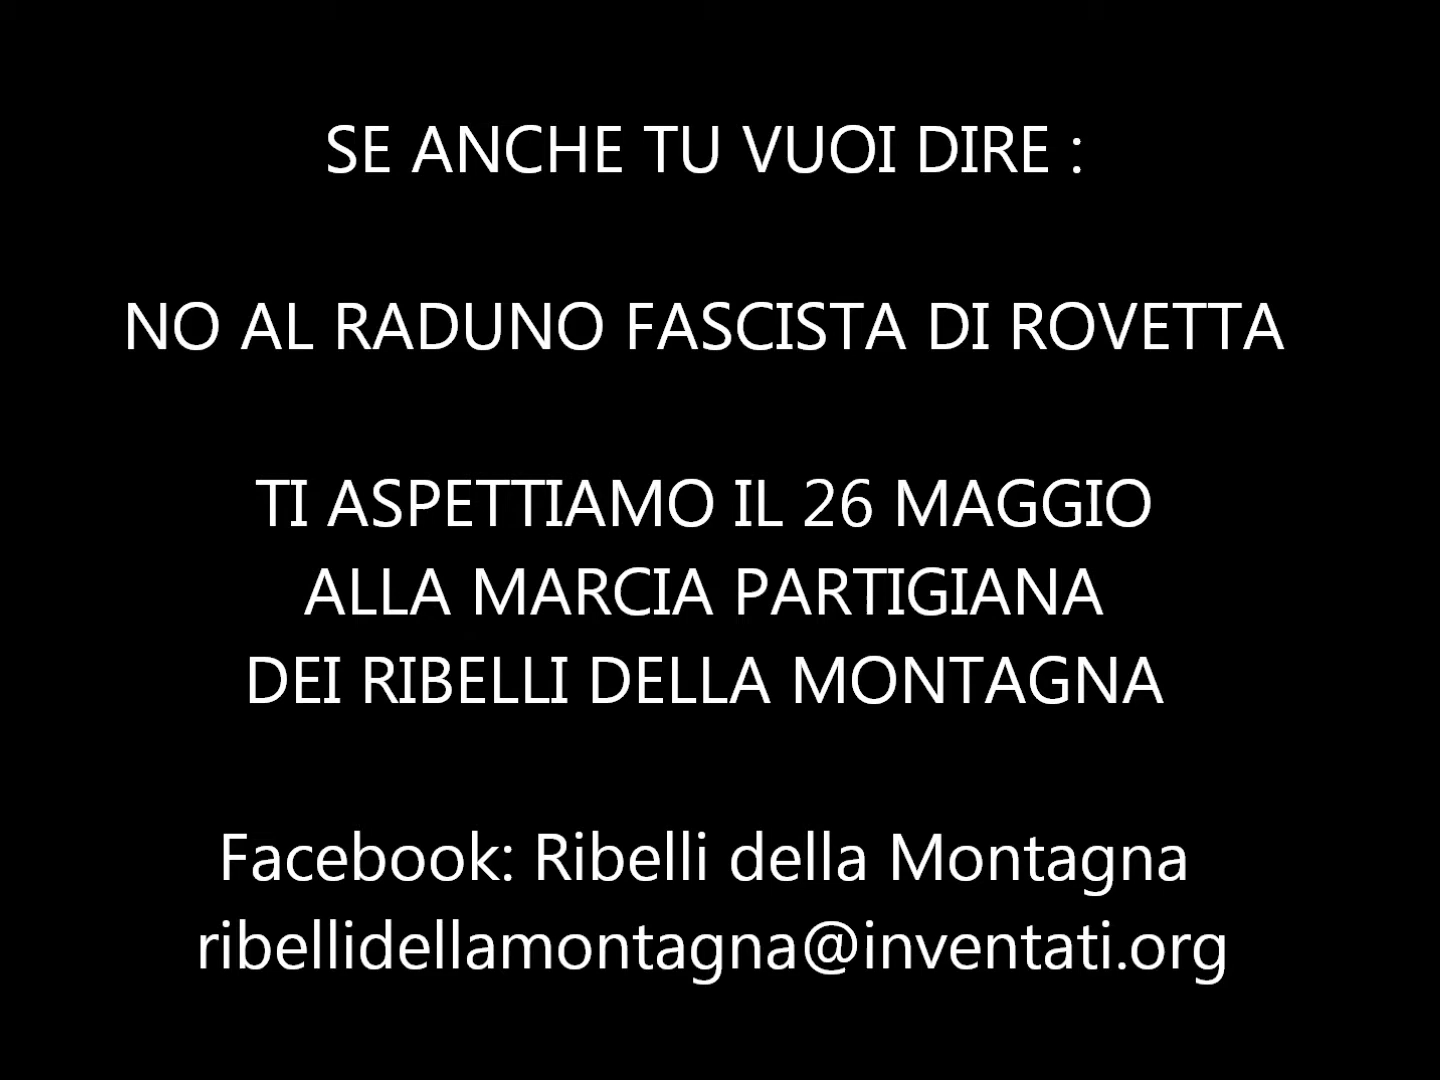 SE ANCHE TU VUOI DIRE :
NO AL RADUNO FASCISTA DI ROVETTA
TI ASPETTIAMO IL 26 MAGGIO
ALLA MARCIA PARTIGIANA
DEI RIBELLI DELLA MONTAGNA
Facebook: Ribelli della Montagna
ribellidellamontagna@inventati.org